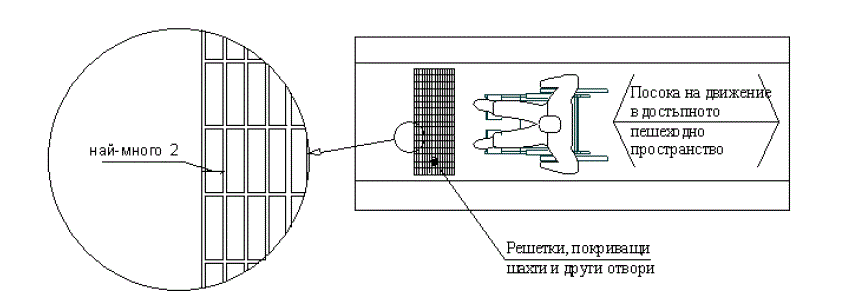 най-много 2
Посока на движение
в достъпното
пешеходно
пространство
Решетки, покриващи
шахти и други отвори